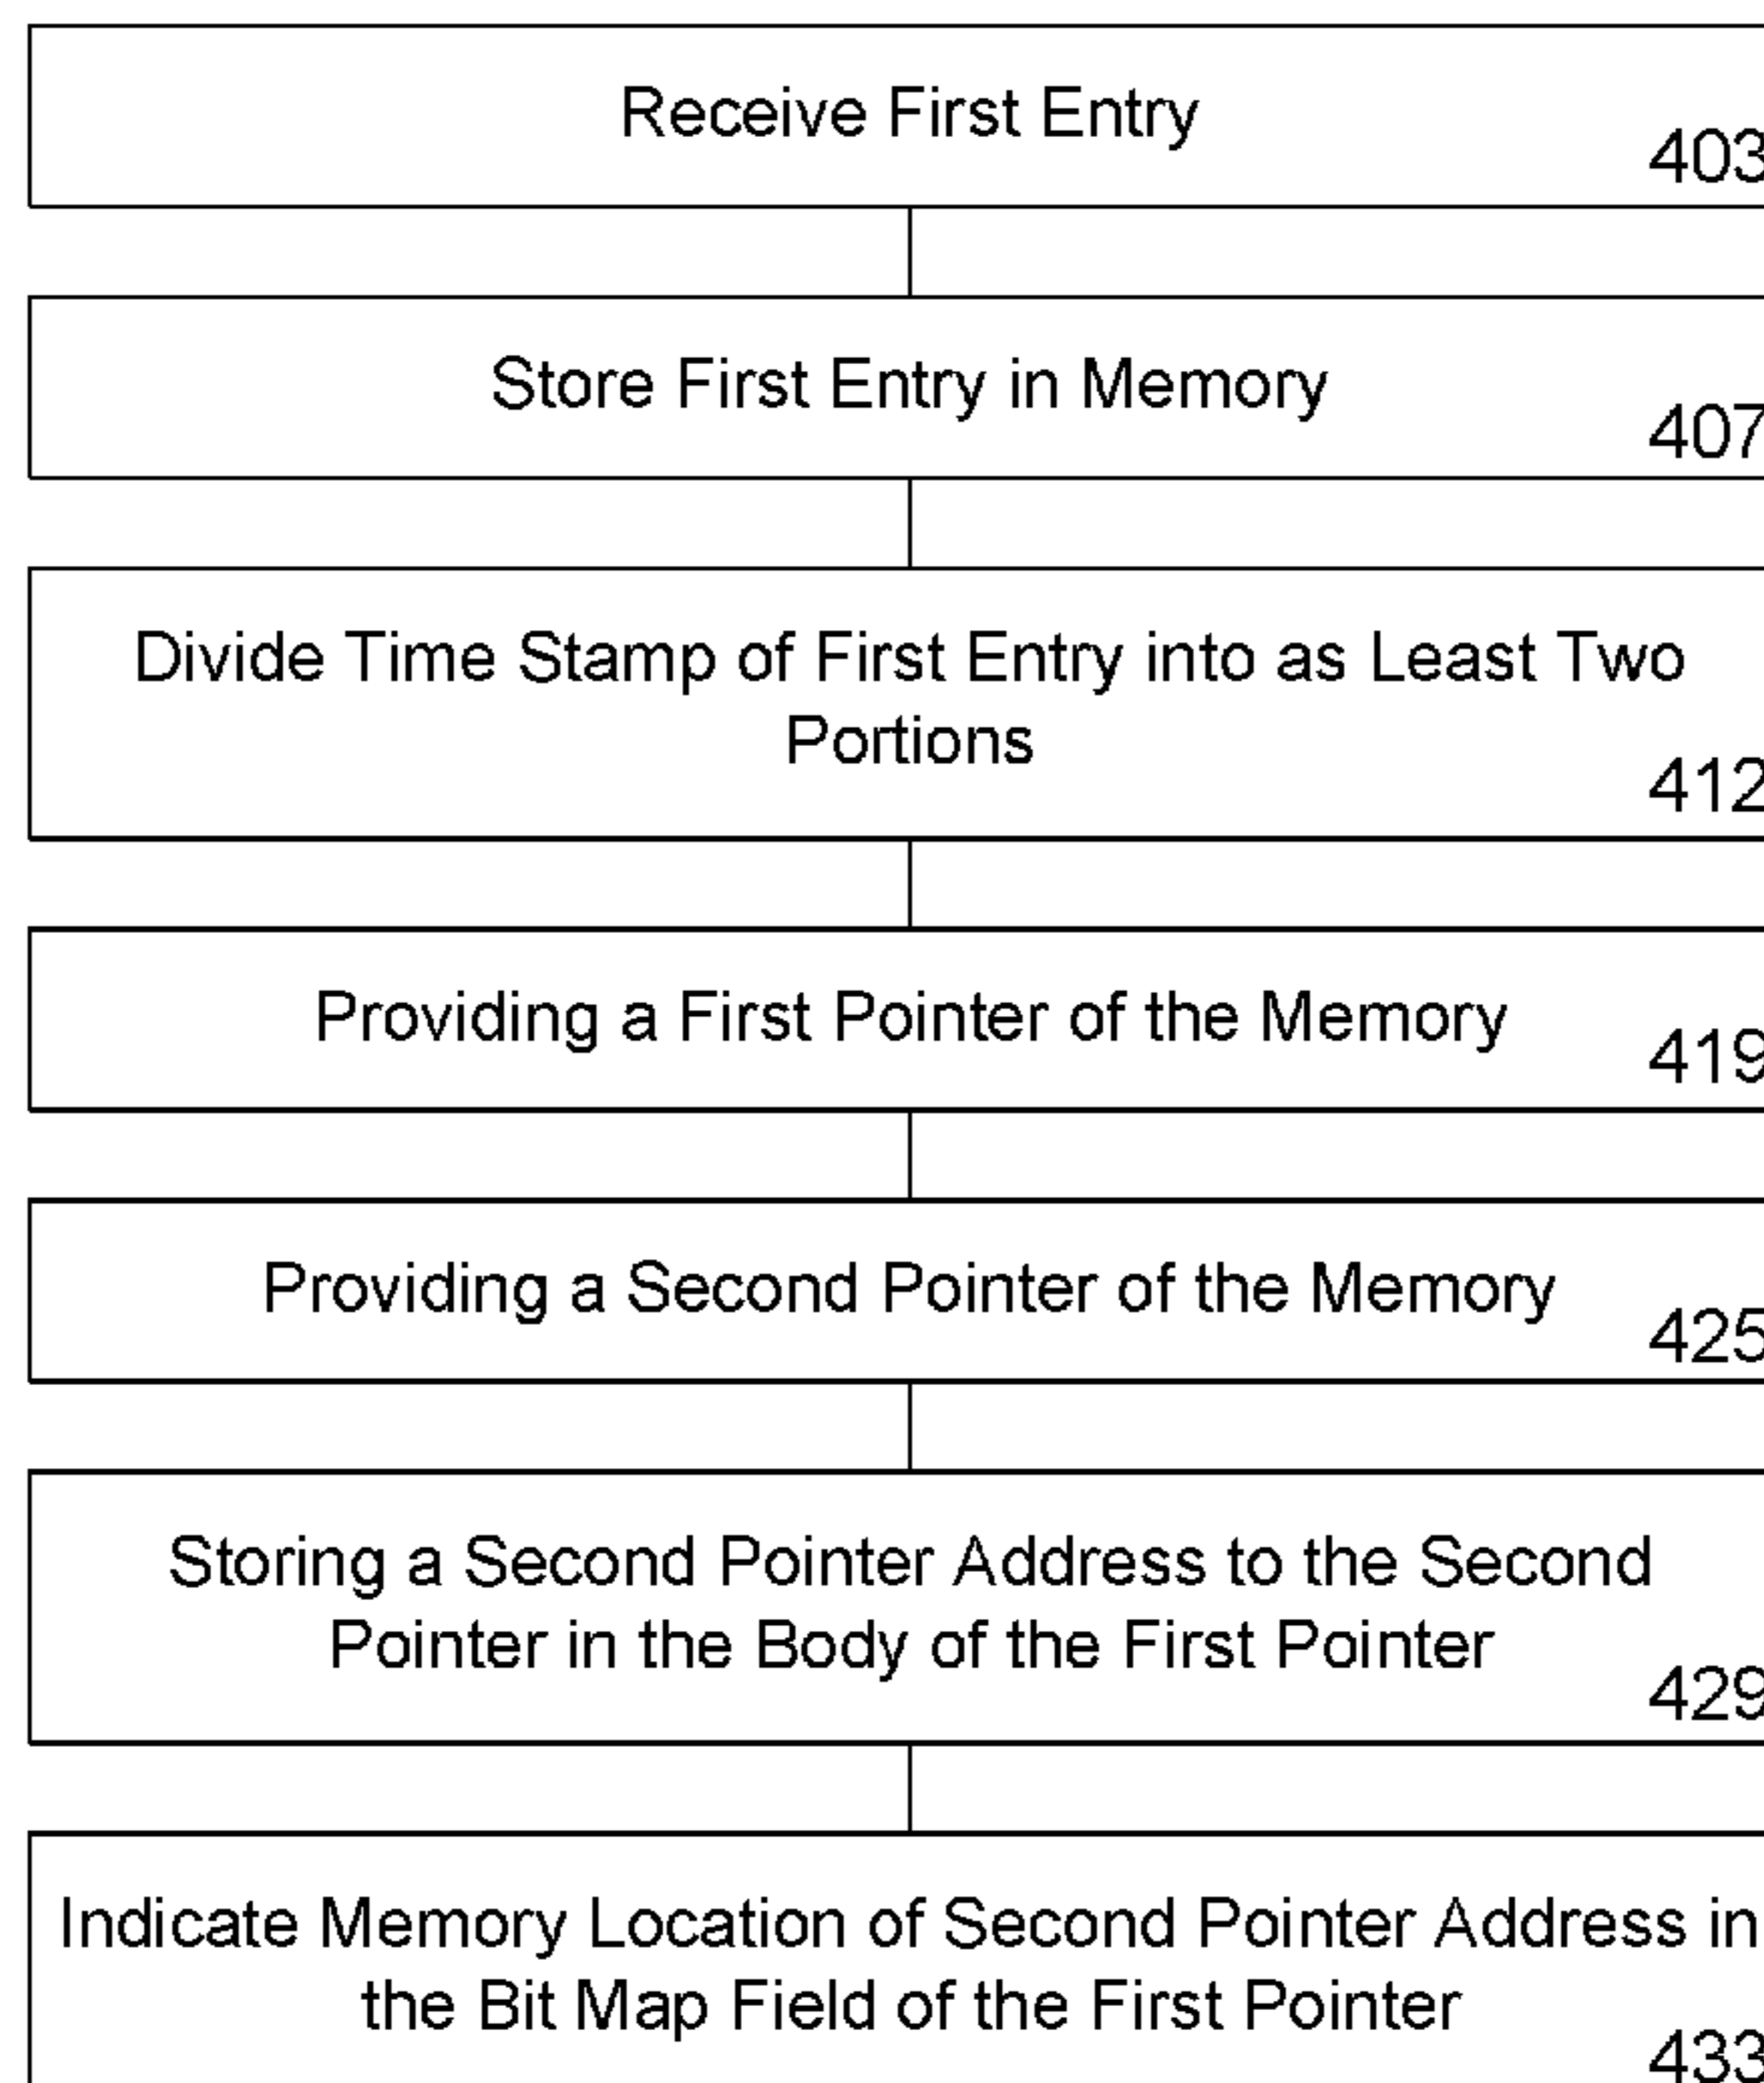 Receive First Entry
403
Store First Entry in Memory
407
Divide Time Stamp of First Entry into as Least Two
Portions
412
Providing a First Pointer of the Memory
419
Providing a Second Pointer of the Memory
425
Storing a Second Pointer Address to the Second
Pointer in the Body of the First Pointer
429
Indicate Memory Location of Second Pointer Address in
the Bit Map Field of the First Pointer
433